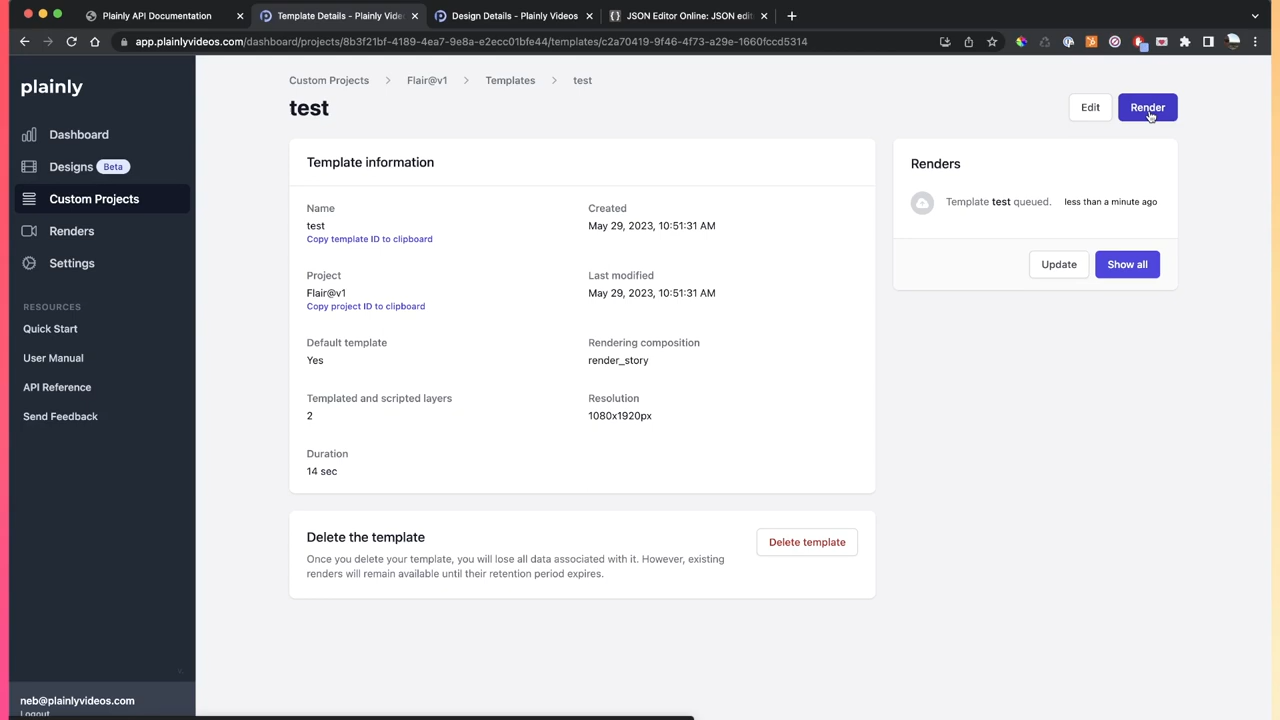 Plainly API Documentation
Template Details - Plainly Vide
Design Details - Plainly Videos
JSON Editor Online: JSON edit
app.plainlyvideos.com/dashboard/projects/8b3f21bf-4189-4ea7-9e8a-e2ecc01bfe44/templates/c2a70419-9f46-4f73-a29e-1660fccd5314
plainly
Dashboard
Designs Beta
Custom Projects
Renders
Settings
RESOURCES
Quick Start
User Manual
API Reference
Send Feedback
neb@plainlyvideos.com
Logout
Custom Projects > Flair@v1 > Templates > test
test
Edit
Render
Template information
Name
test
Copy template ID to clipboard
Created
May 29, 2023, 10:51:31 AM
Project
Flair@v1
Copy project ID to clipboard
Last modified
May 29, 2023, 10:51:31 AM
Default template
Yes
Rendering composition
render_story
Templated and scripted layers
2
Resolution
1080x1920px
Duration
14 sec
Delete the template
Once you delete your template, you will lose all data associated with it. However, existing
renders will remain available until their retention period expires.
Delete template
Renders
Template test queued. less than a minute ago
Update
Show all